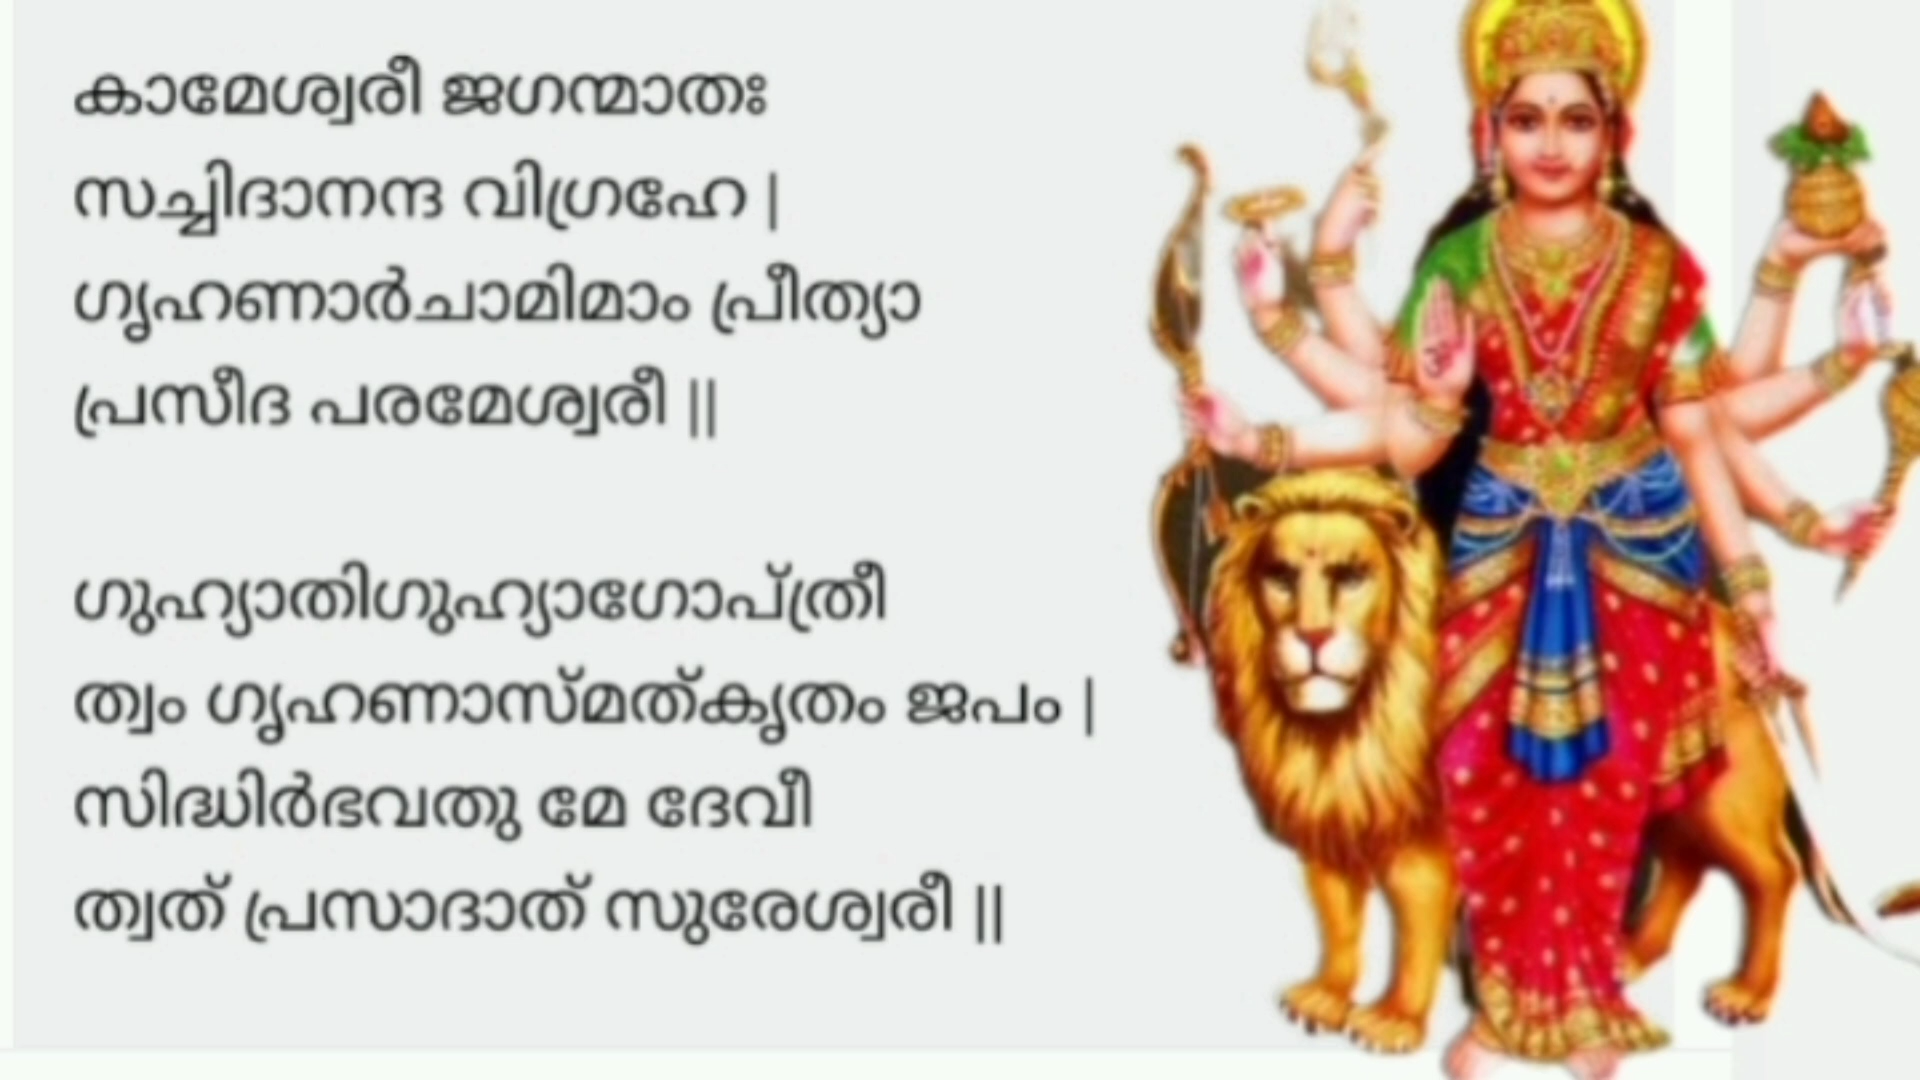 കാമേശ്വരീ ജഗന്മാതഃ
സച്ചിദാനന്ദ വിഗ്രഹേ |
ഗൃഹണാർചാമിമാം പ്രീത്യാ
പ്രസീദ പരമേശ്വരീ ||
ഗുഹ്യാതിഗുഹ്യാഗോപ്ത്രീ
ത്വം ഗൃഹണാസ്മത്കൃതം ജപം |
സിദ്ധിർഭവതു മേ ദേവീ
ത്വത് പ്രസാദാത് സുരേശ്വരീ ||